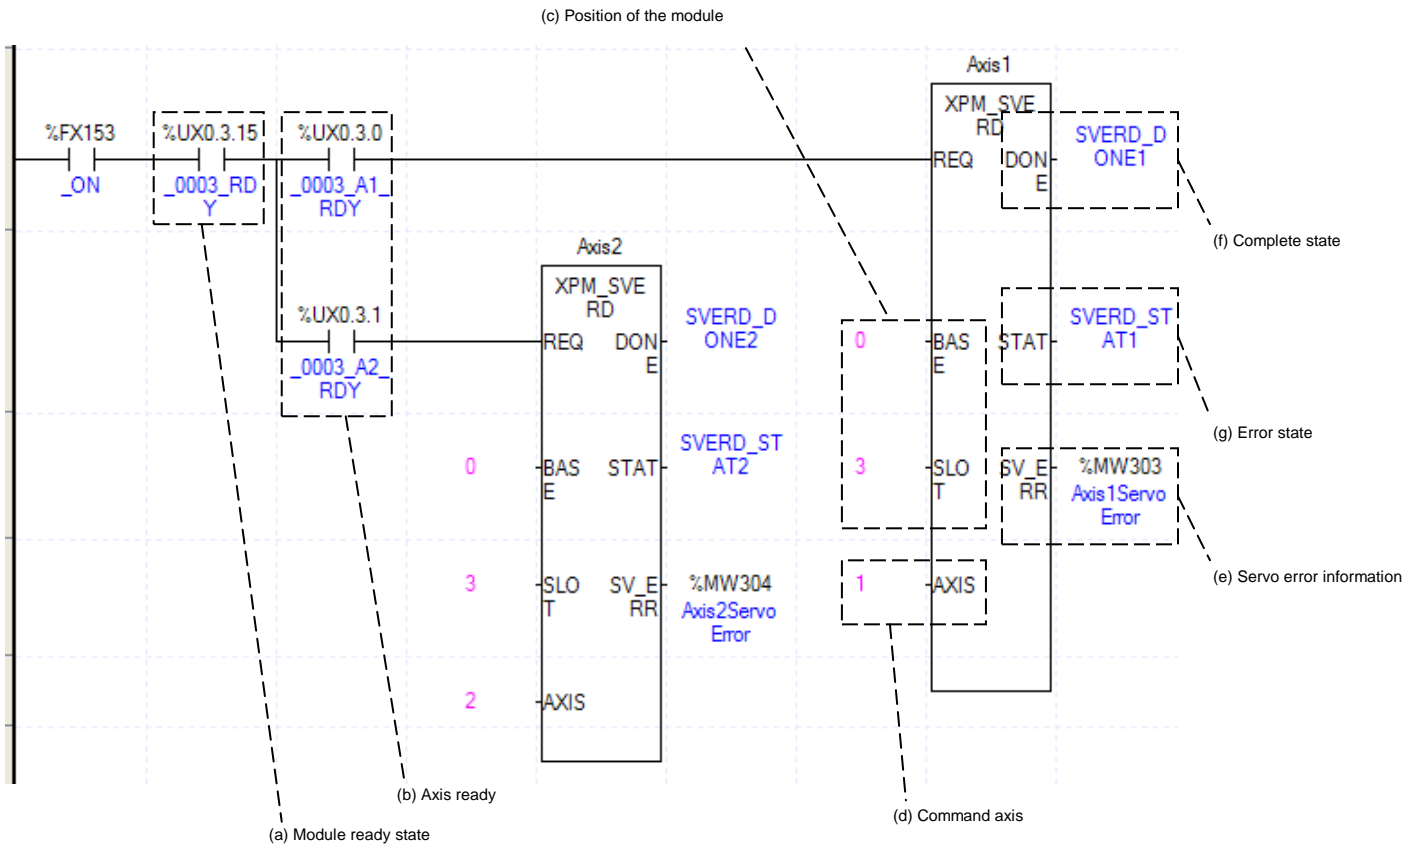 (c) Position of the module
Axis1
XPM_SVE
RD
%FX153
_ON
%UX0.3.15
_0003_RD
Y
%UX0.3.0
_0003_A1_
RDY
REQ
DON
E
SVERD_D
ONE1
(f) Complete state
Axis2
XPM_SVE
RD
%UX0.3.1
_0003_A2_
RDY
REQ
DON
E
SVERD_D
ONE2
0
BAS
E
STAT
SVERD_ST
AT1
(g) Error state
0
BAS
E
STAT
SVERD_ST
AT2
3
SLO
T
SV_E
RR
%MW303
Axis1Servo
Error
(e) Servo error information
3
SLO
T
SV_E
RR
%MW304
Axis2Servo
Error
1
AXIS
2
AXIS
(b) Axis ready
(d) Command axis
(a) Module ready state